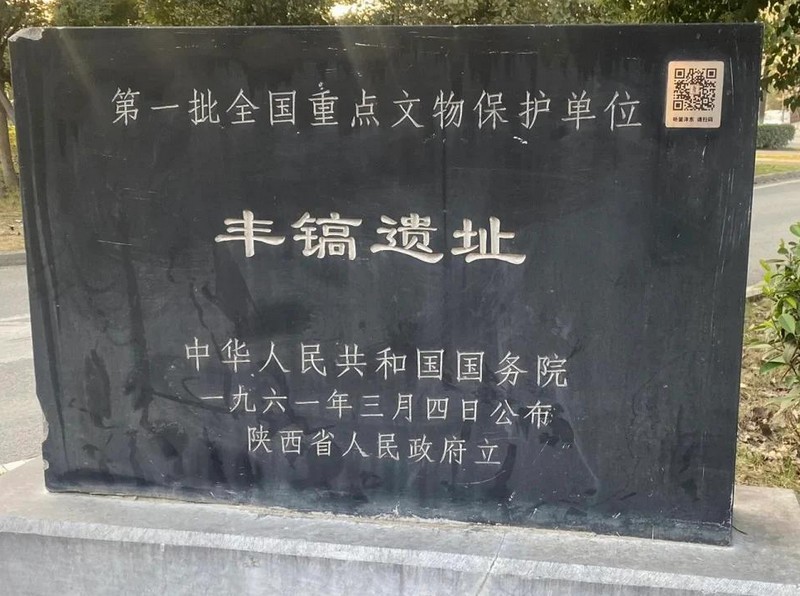 第一批全国重点文物保护单位
丰镐遗址
中华人民共和国国务院
一九六一年三月四日公布
陕西省人民政府立